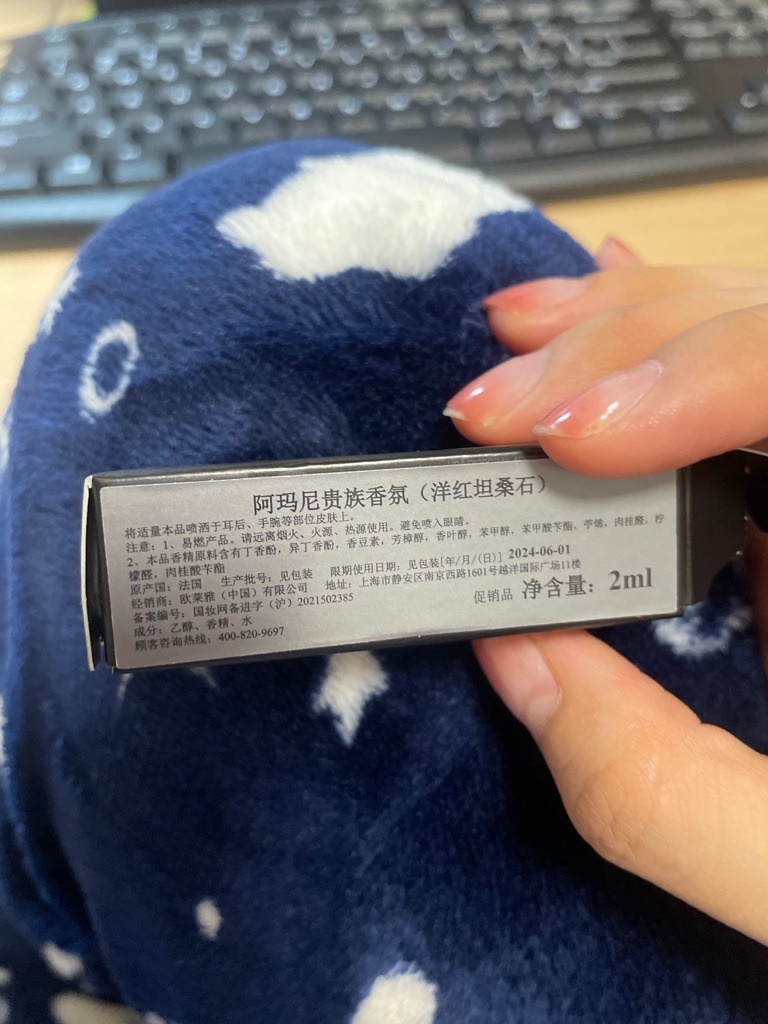 阿玛尼贵族香氛（洋红坦桑石）
将适量本品喷洒于耳后、手腕等部位皮肤上。
注意：1、易燃产品。请远离烟火、火源、热源使用。避免喷入眼睛。
2、本品香精原料含有丁香酚，异丁香酚，香豆素，芳樟醇，香叶醇，苯甲醇，苯甲酸苄酯，苧烯，肉桂醛，柠
檬醛，肉桂酸苄酯
原产国：法国 生产批号：见包装 限期使用日期：见包装[年/月/(日)] 2024-06-01
经销商：欧莱雅（中国）有限公司 地址：上海市静安区南京西路1601号越洋国际广场11楼
备案编号：国妆网备进字（沪）2021502385
成分：乙醇、香精、水
顾客咨询热线：400-820-9697
促销品 净含量：2ml